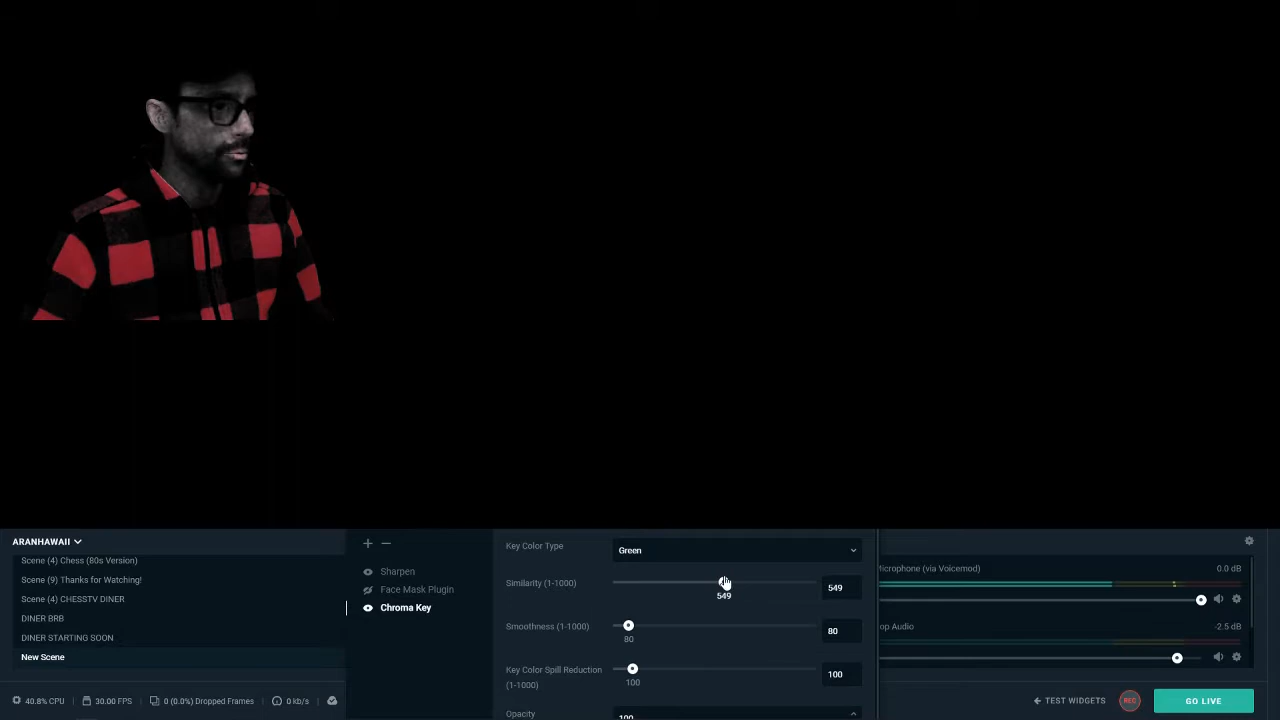 ARANHAWAII
Scene (4) Chess (80s Version)
Scene (9) Thanks for Watching!
Scene (4) CHESSTV DINER
DINER BRB
DINER STARTING SOON
New Scene
40.8% CPU
30.00 FPS
0 (0.0%) Dropped Frames
0 kb/s
Sharpen
Face Mask Plugin
Chroma Key
Key Color Type
Green
Similarity (1-1000)
549
549
Smoothness (1-1000)
80
80
Key Color Spill Reduction
(1-1000)
100
100
Opacity
100
icrophone (via Voicemod)
0.0 dB
op Audio
-2.5 dB
TEST WIDGETS
REC
GO LIVE